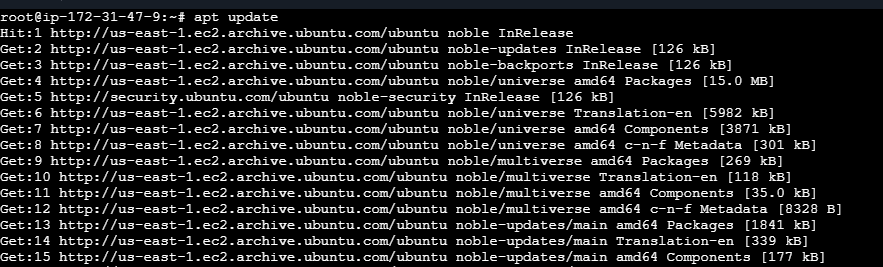 root@ip-172-31-47-9:~# apt update
Hit:1 http://us-east-1.ec2.archive.ubuntu.com/ubuntu noble InRelease
Get:2 http://us-east-1.ec2.archive.ubuntu.com/ubuntu noble-updates InRelease [126 kB]
Get:3 http://us-east-1.ec2.archive.ubuntu.com/ubuntu noble-backports InRelease [126 kB]
Get:4 http://us-east-1.ec2.archive.ubuntu.com/ubuntu noble/universe amd64 Packages [15.0 MB]
Get:5 http://security.ubuntu.com/ubuntu noble-security InRelease [126 kB]
Get:6 http://us-east-1.ec2.archive.ubuntu.com/ubuntu noble/universe Translation-en [5982 kB]
Get:7 http://us-east-1.ec2.archive.ubuntu.com/ubuntu noble/universe amd64 Components [3871 kB]
Get:8 http://us-east-1.ec2.archive.ubuntu.com/ubuntu noble/universe amd64 c-n-f Metadata [301 kB]
Get:9 http://us-east-1.ec2.archive.ubuntu.com/ubuntu noble/multiverse amd64 Packages [269 kB]
Get:10 http://us-east-1.ec2.archive.ubuntu.com/ubuntu noble/multiverse Translation-en [118 kB]
Get:11 http://us-east-1.ec2.archive.ubuntu.com/ubuntu noble/multiverse amd64 Components [35.0 kB]
Get:12 http://us-east-1.ec2.archive.ubuntu.com/ubuntu noble/multiverse amd64 c-n-f Metadata [8328 B]
Get:13 http://us-east-1.ec2.archive.ubuntu.com/ubuntu noble-updates/main amd64 Packages [1841 kB]
Get:14 http://us-east-1.ec2.archive.ubuntu.com/ubuntu noble-updates/main Translation-en [339 kB]
Get:15 http://us-east-1.ec2.archive.ubuntu.com/ubuntu noble-updates/main amd64 Components [177 kB]